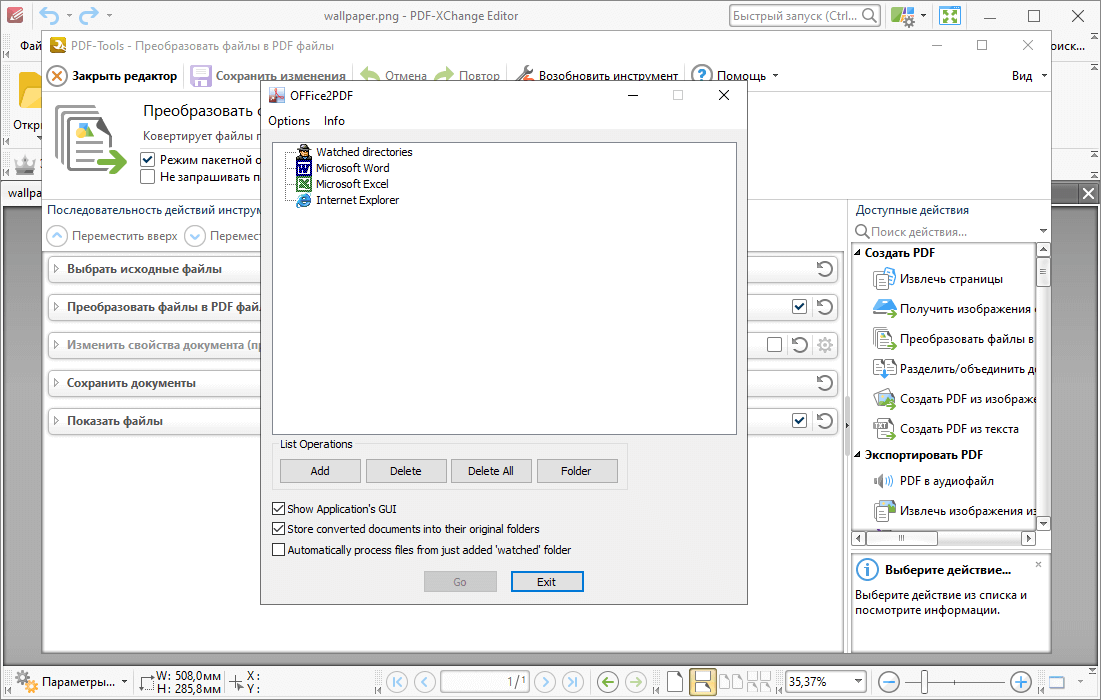 wallpaper.png - PDF-XChange Editor
Быстрый запуск (Ctrl...
Фай
PDF-Tools - Преобразовать файлы в PDF файлы
оиск...
Закрыть редактор
Сохранить изменения
Отмена
Повтор
Возобновить инструмент
Помощь
Вид
Откр
Преобразовать
Ковертирует файлы
Режим пакетной о
Не запрашивать п
wallpa
Последовательность действий инстру
Переместить вверх
Перемес
Выбрать исходные файлы
Преобразовать файлы в PDF фай
Изменить свойства документа (п
Сохранить документы
Показать файлы
OFFice2PDF
Options
Info
Watched directories
Microsoft Word
Microsoft Excel
Internet Explorer
List Operations
Add
Delete
Delete All
Folder
Show Application's GUI
Store converted documents into their original folders
Automatically process files from just added 'watched' folder
Go
Exit
Доступные действия
Поиск действия...
Создать PDF
Извлечь страницы
Получить изображения
Преобразовать файлы в
Разделить/объединить д
Создать PDF из изображе
Создать PDF из текста
Экспортировать PDF
PDF в аудиофайл
Извлечь изображения из
Выберите действие...
Выберите действие из списка и
посмотрите информации.
Параметры...
W: 508,0мм
H: 285,8мм
X:
Y:
1/1
35,37%